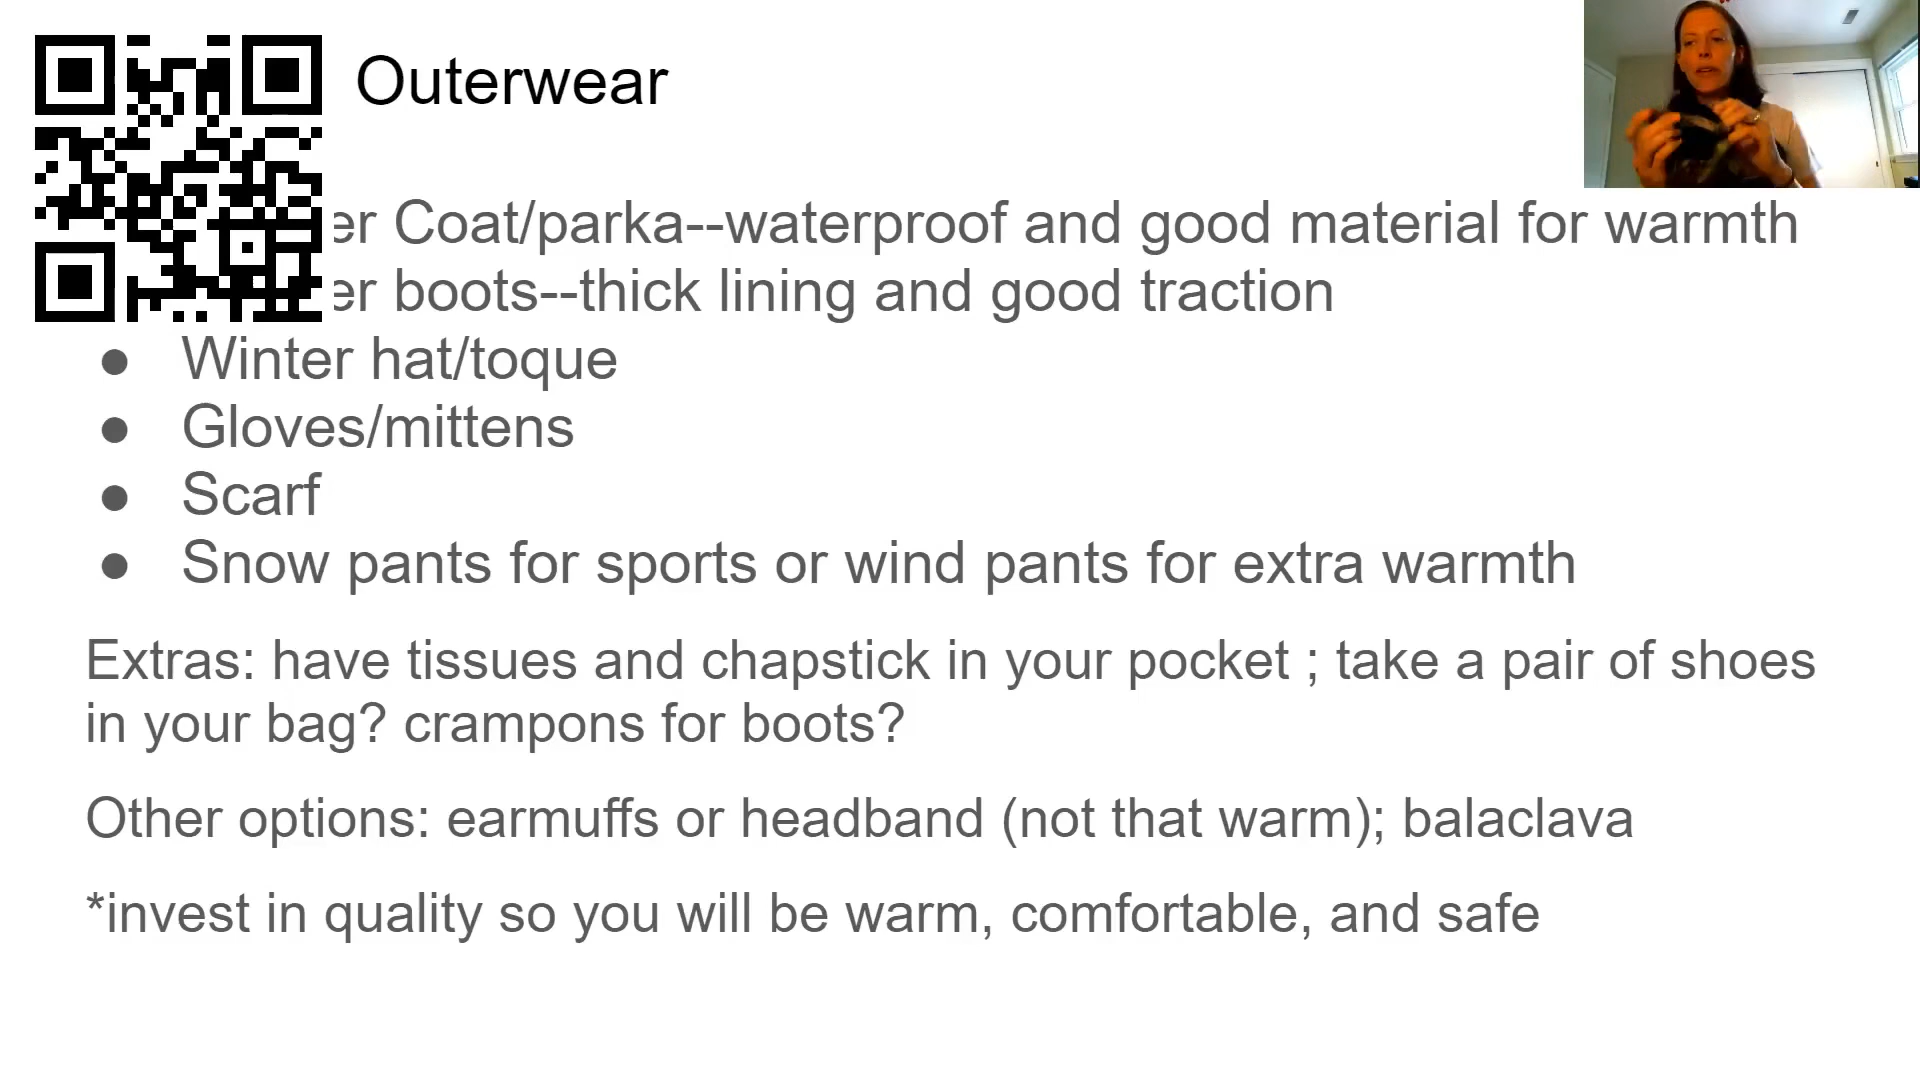 Outerwear
er Coat/parka--waterproof and good material for warmth
er boots--thick lining and good traction
● Winter hat/toque
● Gloves/mittens
● Scarf
● Snow pants for sports or wind pants for extra warmth
Extras: have tissues and chapstick in your pocket ; take a pair of shoes
in your bag? crampons for boots?
Other options: earmuffs or headband (not that warm); balaclava
*invest in quality so you will be warm, comfortable, and safe